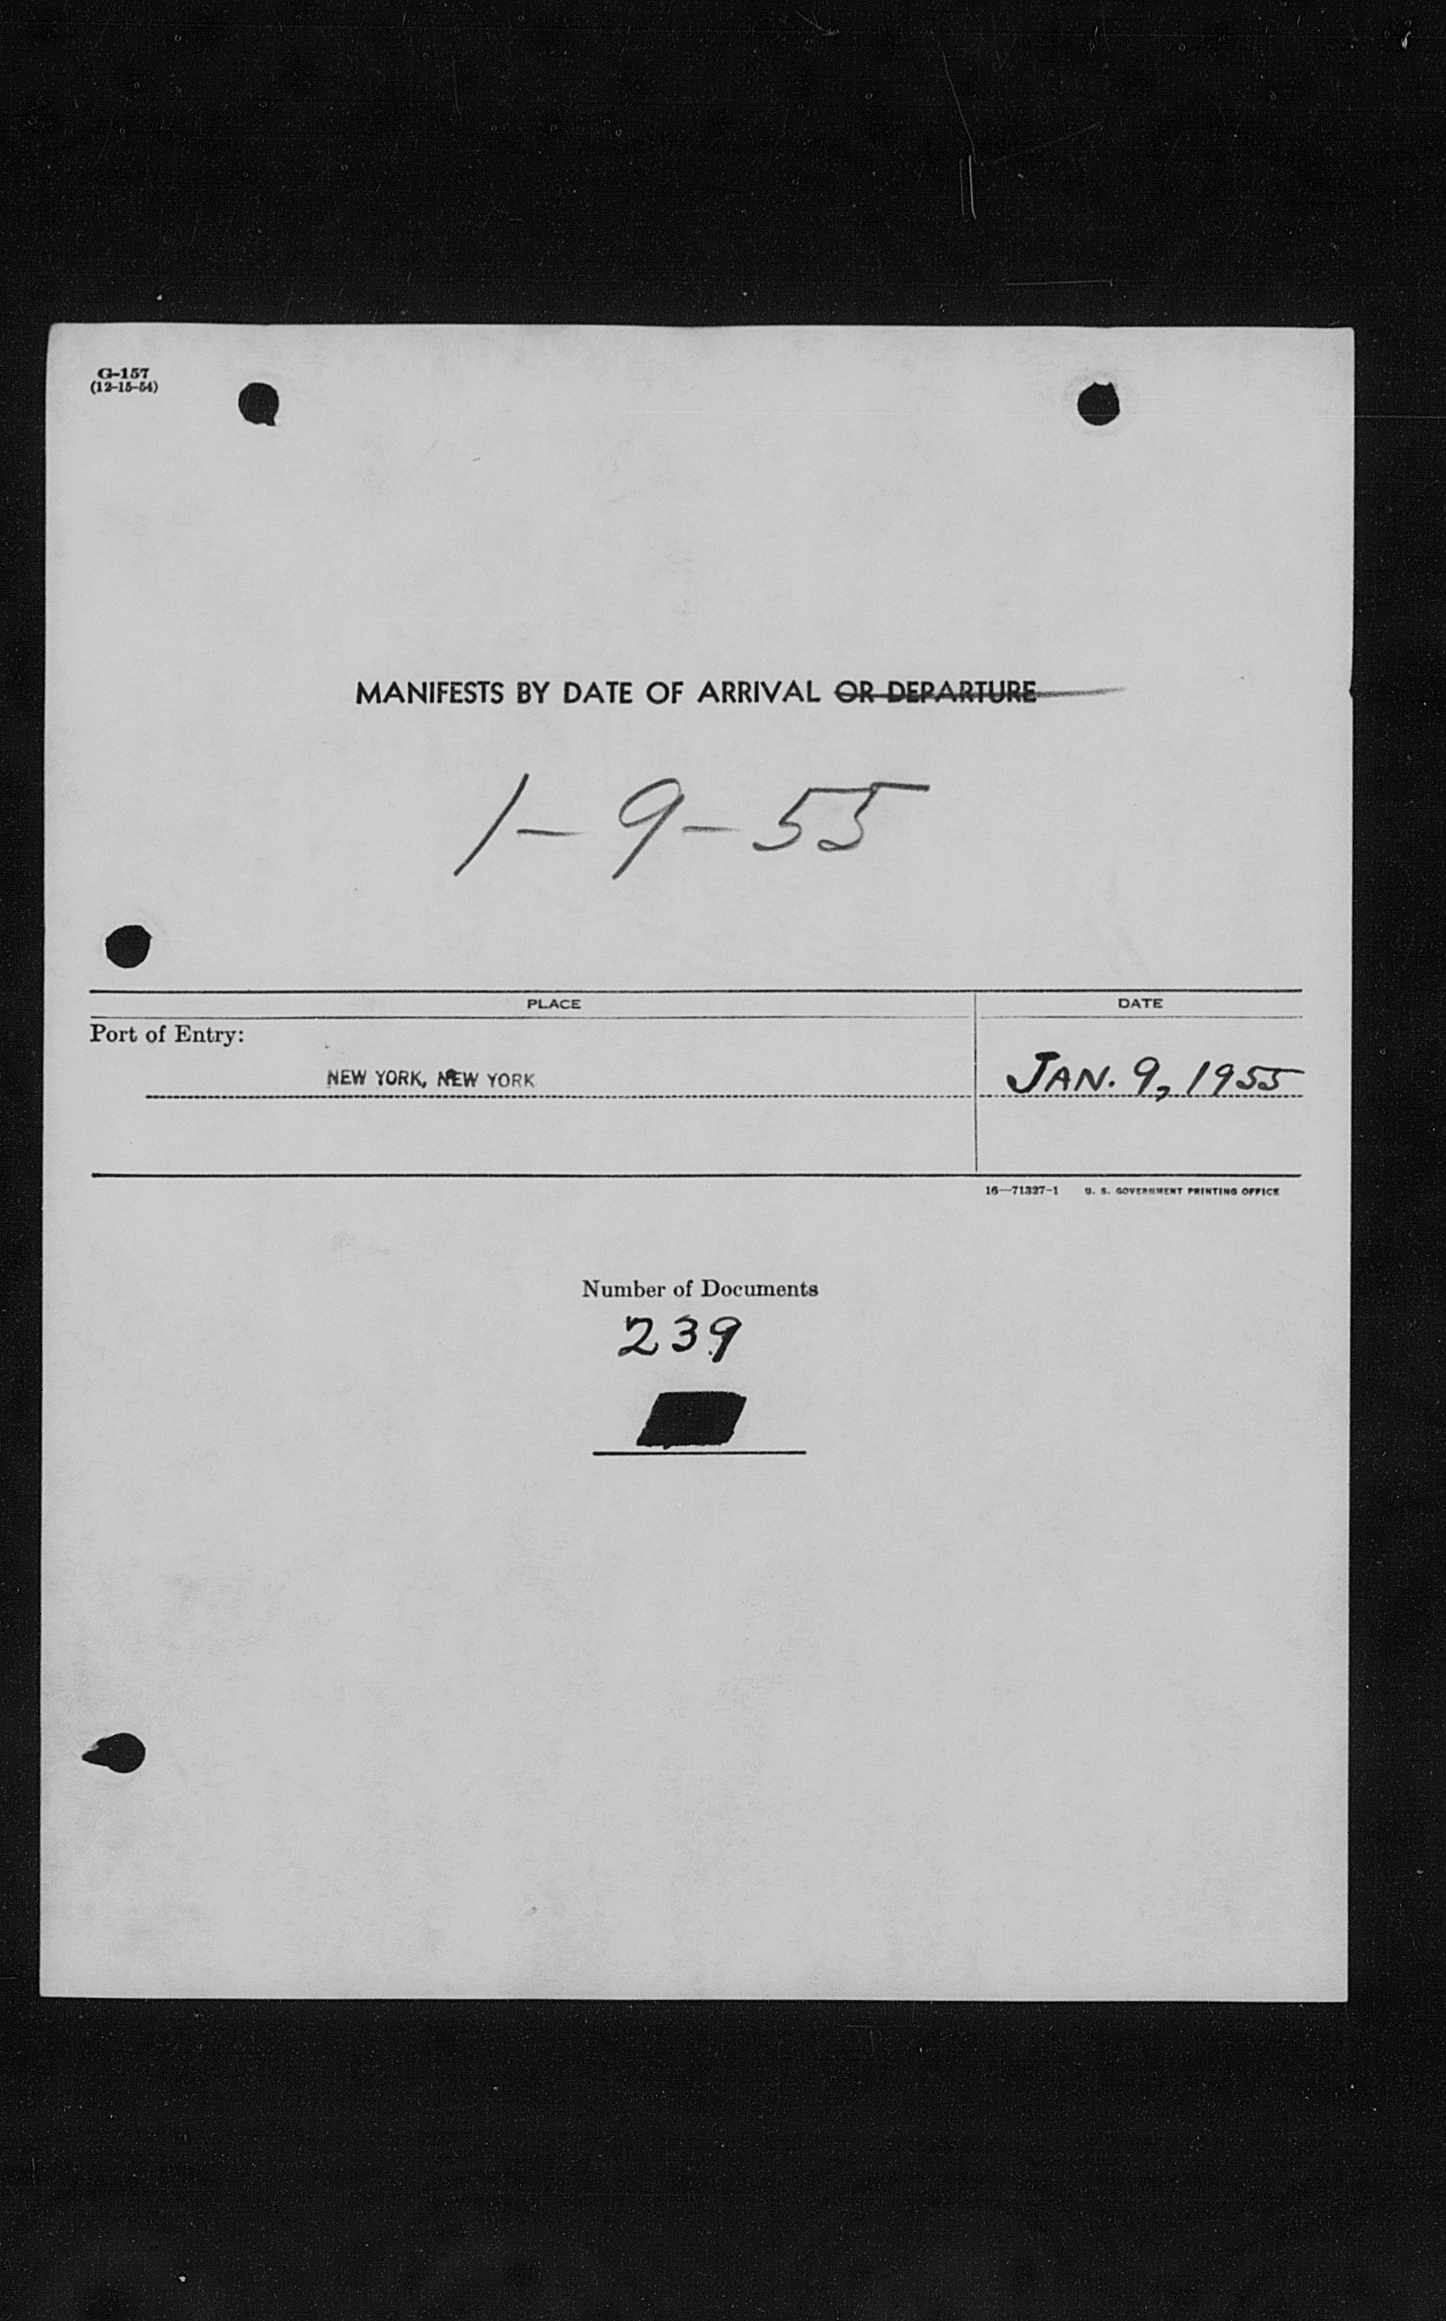 G-157
(12-15-54)
MANIFESTS BY DATE OF ARRIVAL OR DEPARTURE
1-9-55
PLACE
DATE
Port of Entry:
NEW YORK, NEW YORK
JAN. 9, 1955
16—71327-1 U. S. GOVERNMENT PRINTING OFFICE
Number of Documents
239